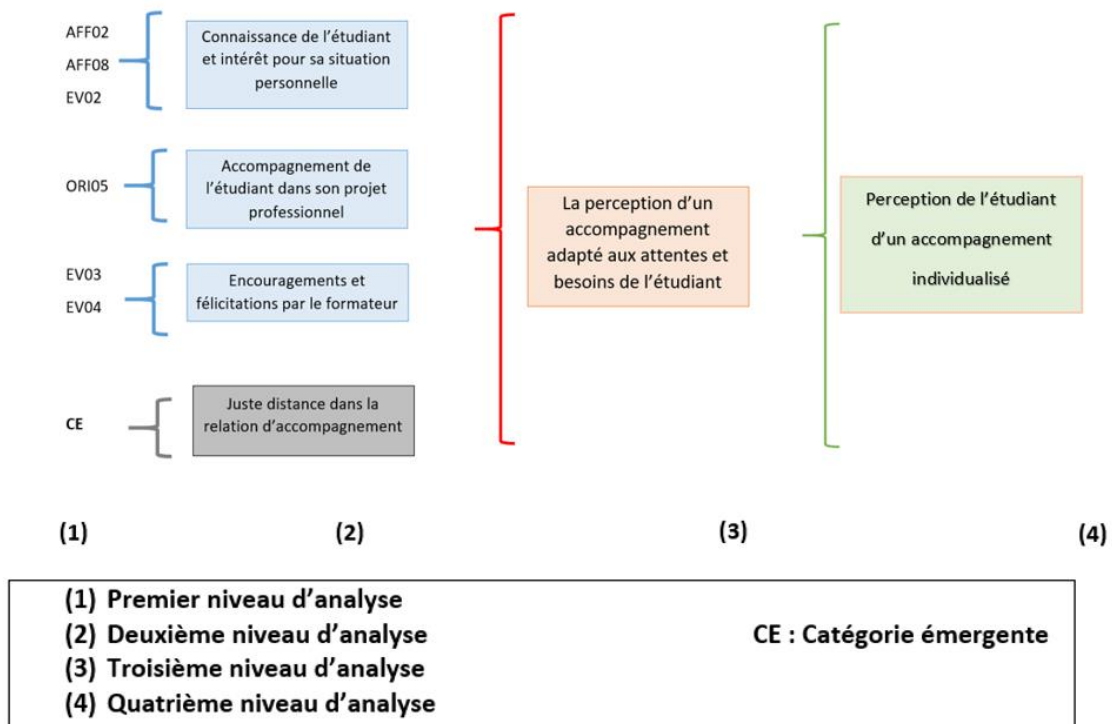 AFF02
AFF08
EV02
Connaissance de l’étudiant
et intérêt pour sa situation
personnelle
ORI05
Accompagnement de
l’étudiant dans son projet
professionnel
EV03
EV04
Encouragements et
félicitations par le formateur
CE
Juste distance dans la
relation d’accompagnement
La perception d’un
accompagnement
adapté aux attentes et
besoins de l’étudiant
Perception de l’étudiant
d’un accompagnement
individualisé
(1)
(2)
(3)
(4)
(1) Premier niveau d’analyse
(2) Deuxième niveau d’analyse
CE : Catégorie émergente
(3) Troisième niveau d’analyse
(4) Quatrième niveau d’analyse